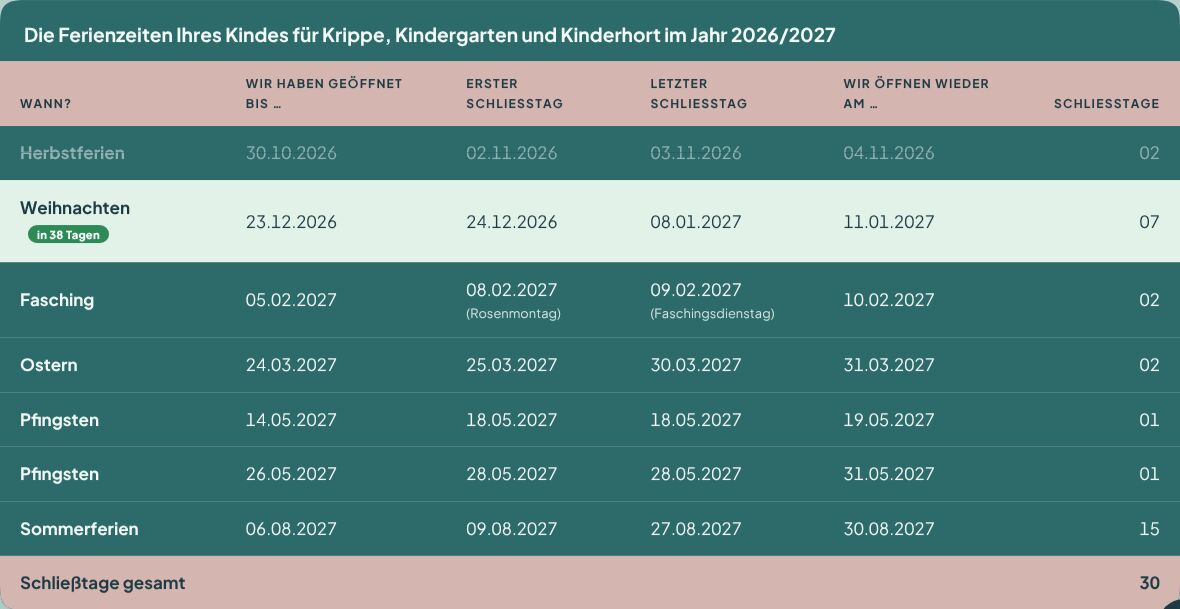 Die Ferienzeiten Ihres Kindes für Krippe, Kindergarten und Kinderhort im Jahr 2026/2027
WANN? WIR HABEN GEÖFFNET BIS … ERSTER SCHLIESSTAG LETZTER SCHLIESSTAG WIR ÖFFNEN WIEDER AM … SCHLIESSTAGE
Herbstferien 30.10.2026 02.11.2026 03.11.2026 04.11.2026 02
Weihnachten
in 38 Tagen
23.12.2026 24.12.2026 08.01.2027 11.01.2027 07
Fasching 05.02.2027 08.02.2027 09.02.2027 10.02.2027 02
(Rosenmontag) (Faschingsdienstag)
Ostern 24.03.2027 25.03.2027 30.03.2027 31.03.2027 02
Pfingsten 14.05.2027 18.05.2027 18.05.2027 19.05.2027 01
Pfingsten 26.05.2027 28.05.2027 28.05.2027 31.05.2027 01
Sommerferien 06.08.2027 09.08.2027 27.08.2027 30.08.2027 15
Schließtage gesamt 30